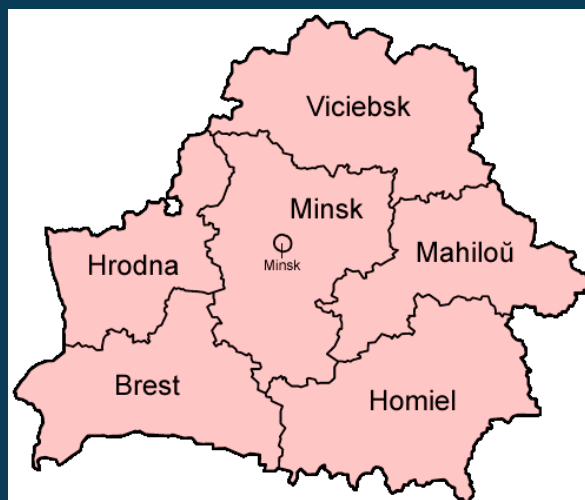 Viciebsk
Minsk
Minsk
Mahiloŭ
Hrodna
Brest
Homiel